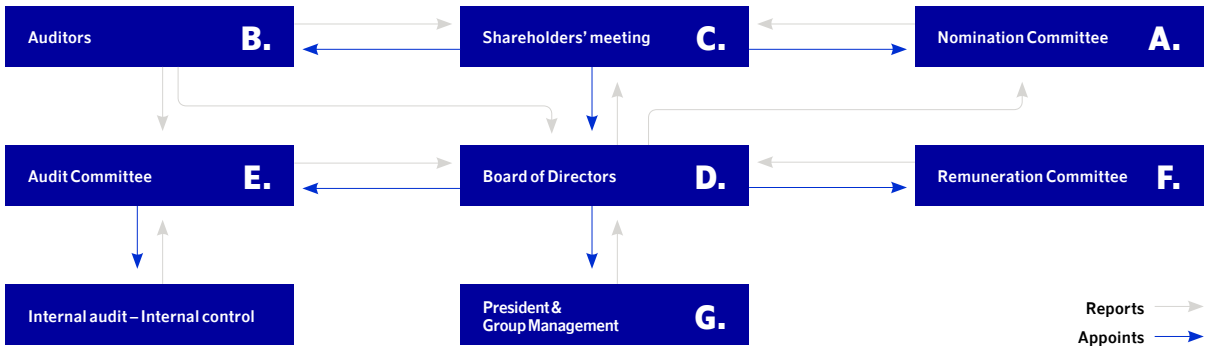 Auditors B.
Shareholders’ meeting C.
Nomination Committee A.
Audit Committee E.
Board of Directors D.
Remuneration Committee F.
Internal audit – Internal control
President &
Group Management G.
Reports
Appoints